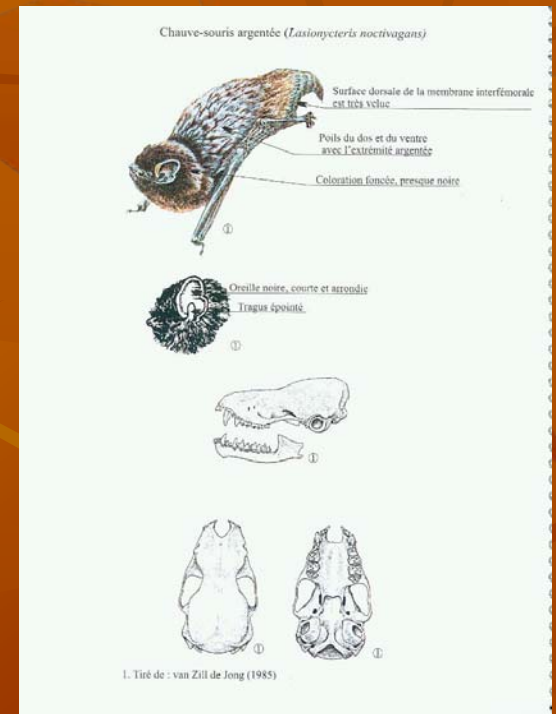 Chauve-souris argentée (Lasionycteris noctivagans)
Surface dorsale de la membrane interfémorale
est très velue
Poils du dos et du ventre
avec l'extrémité argentée
Coloration foncée, presque noire
①
Oreille noire, courte et arrondie
Tragus épointé
①
①
①
①
1. Tiré de : van Zill de Jong (1985)